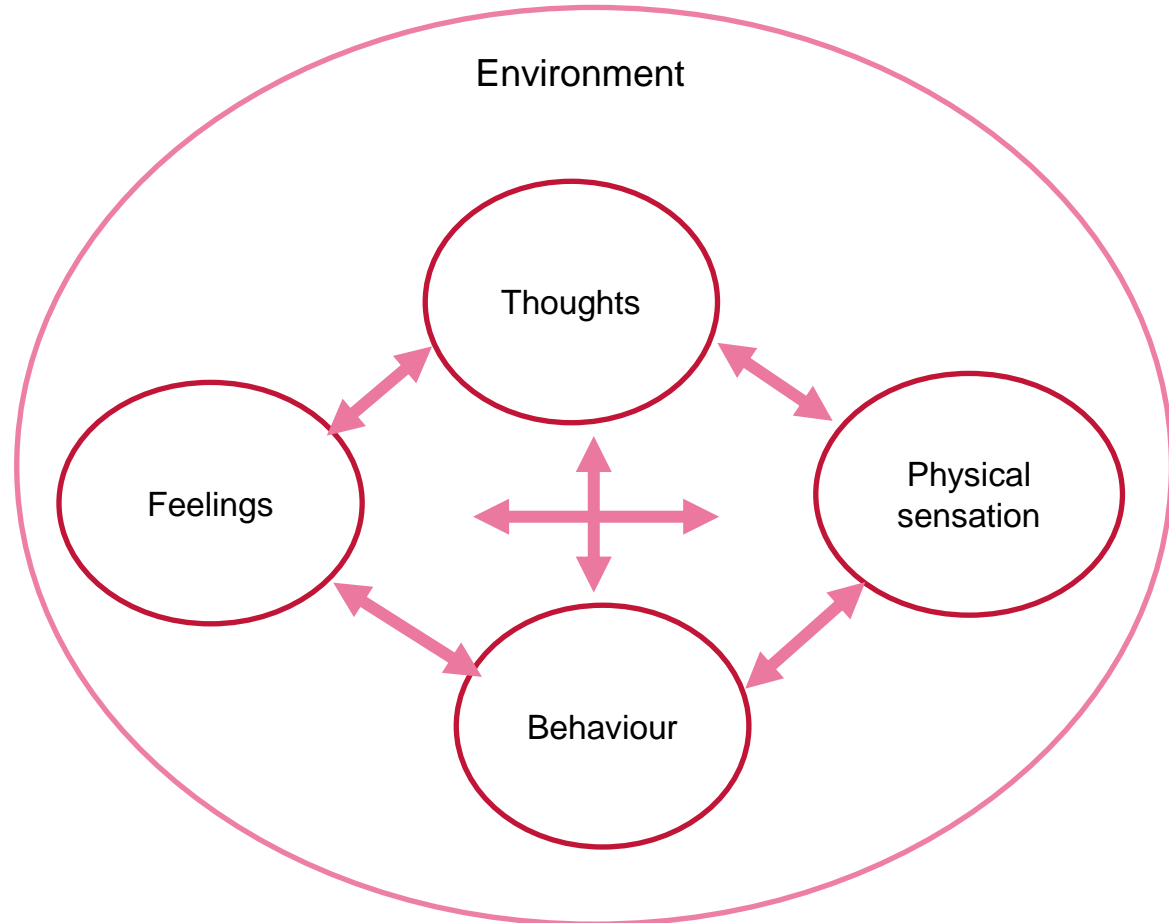 Environment
Thoughts
Feelings
Physical
sensation
Behaviour